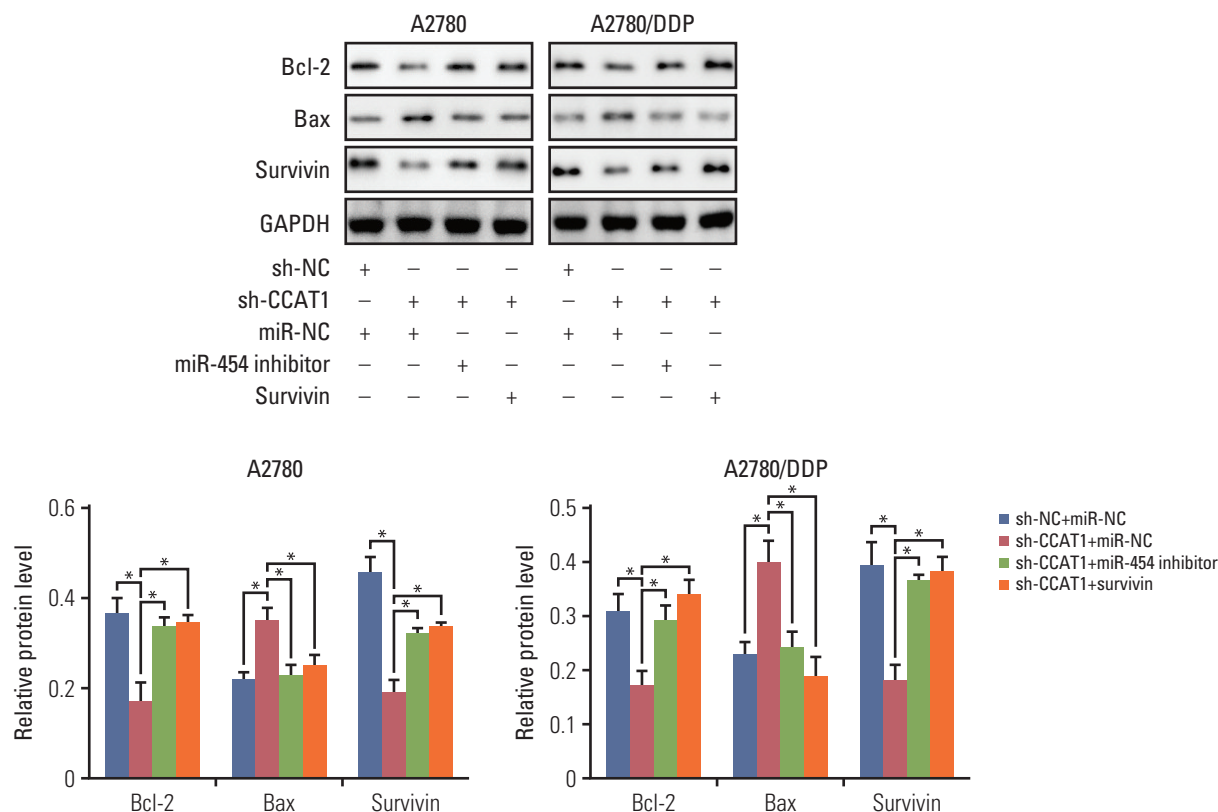 A2780 A2780/DDP
Bcl-2
Bax
Survivin
GAPDH
sh-NC + – – – + – – –
sh-CCAT1 – + + + – + + +
miR-NC + + – – + + – –
miR-454 inhibitor – – + – – – + –
Survivin – – – + – – – +
A2780
Relative protein level
0.6
0.4
0.2
0
* * * * * * * * *
Bcl-2 Bax Survivin
A2780/DDP
Relative protein level
0.5
0.4
0.3
0.2
0.1
0
* * * * * * * * *
Bcl-2 Bax Survivin
sh-NC+miR-NC
sh-CCAT1+miR-NC
sh-CCAT1+miR-454 inhibitor
sh-CCAT1+survivin